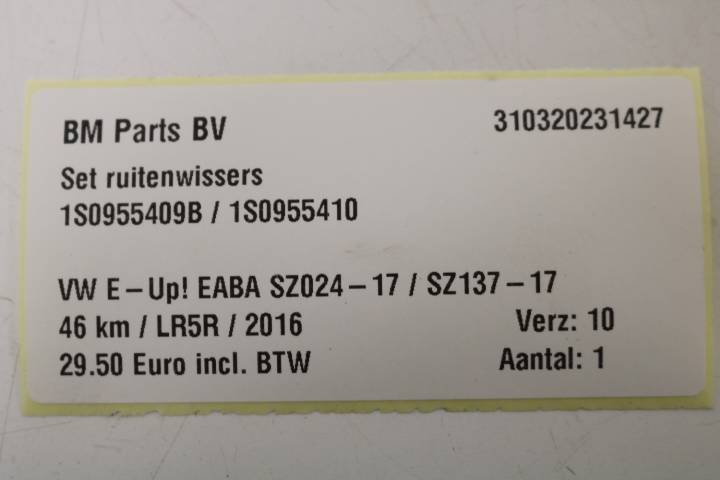 BM Parts BV 310320231427
Set ruitenwissers
1S0955409B / 1S0955410
VW E-Up! EABA SZ024-17 / SZ137-17
46 km / LR5R / 2016 Verz: 10
29.50 Euro incl. BTW Aantal: 1